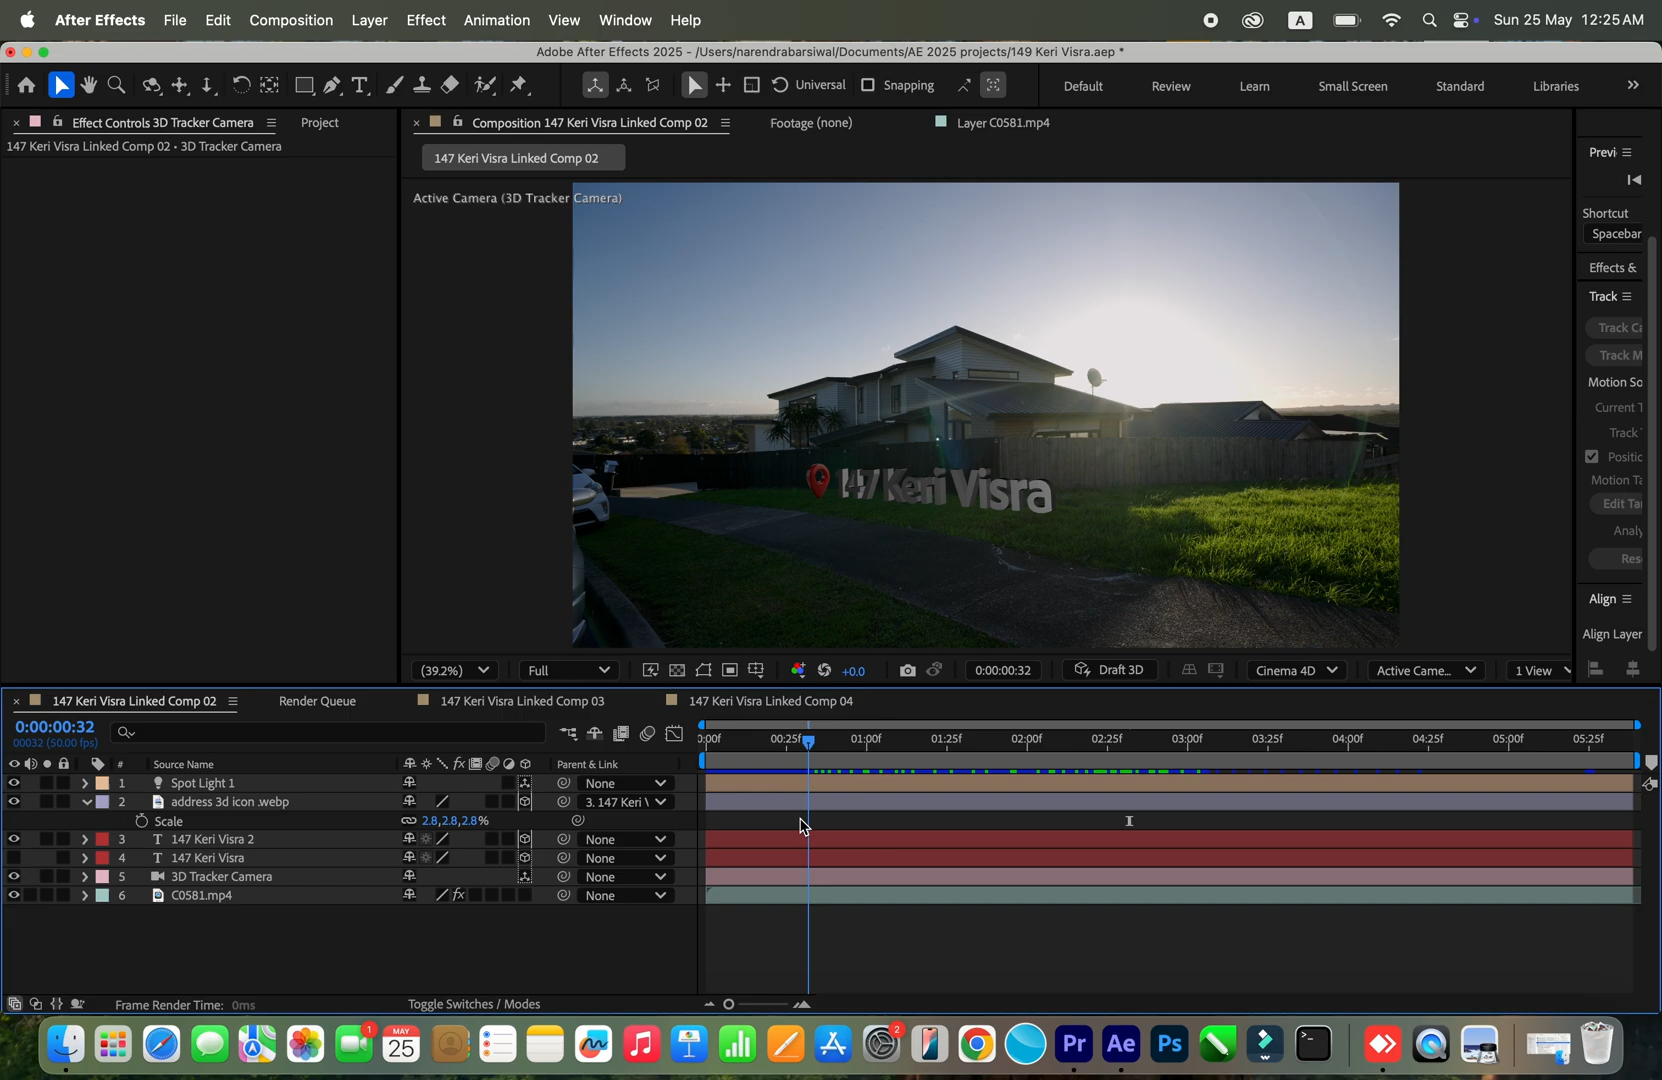 After Effects File Edit Composition Layer Effect Animation View Window Help A Sun 25 May 12:25 AM
Adobe After Effects 2025 - /Users/narendrabarsiwal/Documents/AE 2025 projects/149 Keri Visra.aep *
Universal Snapping Default Review Learn Small Screen Standard Libraries
Effect Controls 3D Tracker Camera Project
147 Keri Visra Linked Comp 02 • 3D Tracker Camera
Composition 147 Keri Visra Linked Comp 02 Footage (none) Layer C0581.mp4
147 Keri Visra Linked Comp 02
Active Camera (3D Tracker Camera)
147 Keri Visra
Previ
Shortcut
Spacebar
Effects &
Track
Track Ca
Track M
Motion So
Current T
Track
Positic
Motion Ta
Edit Tar
Analy
Res
Align
Align Layer
(39.2%) Full +0.0 0:00:00:32 Draft 3D Cinema 4D Active Came... 1 View
147 Keri Visra Linked Comp 02 Render Queue 147 Keri Visra Linked Comp 03 147 Keri Visra Linked Comp 04
0:00:00:32
00032 (50.00 fps)
0:00f 00:25f 01:00f 01:25f 02:00f 02:25f 03:00f 03:25f 04:00f 04:25f 05:00f 05:25f
# Source Name fx Parent & Link
1 Spot Light 1 None
2 address 3d icon .webp 3. 147 Keri \
Scale 2.8,2.8,2.8%
3 T 147 Keri Visra 2 None
4 T 147 Keri Visra None
5 3D Tracker Camera None
6 C0581.mp4 fx None
Frame Render Time: 0ms Toggle Switches / Modes
1 MAY 25 2 Pr Ae Ps